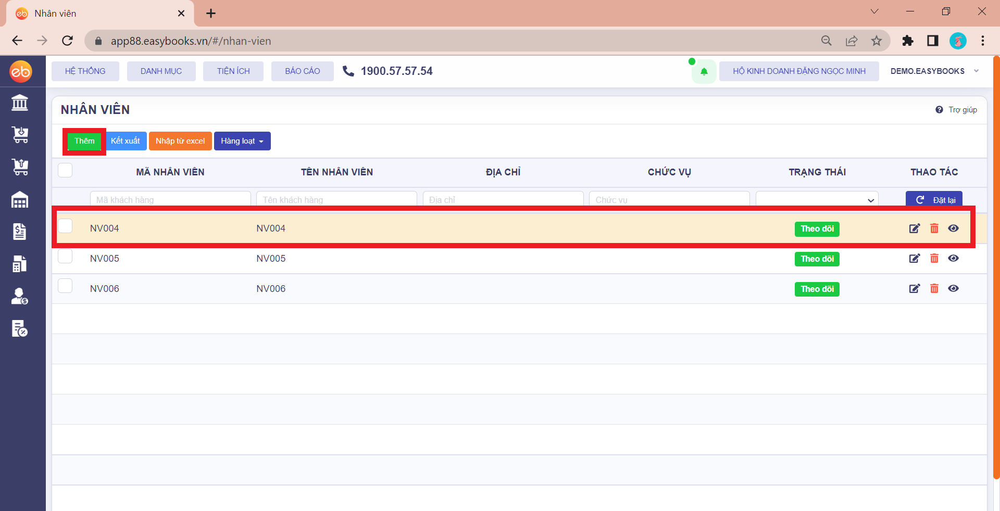 eb Nhân viên
app88.easybooks.vn/#/nhan-vien
eb HỆ THỐNG DANH MỤC TIỆN ÍCH BÁO CÁO 1900.57.57.54 HỘ KINH DOANH ĐẶNG NGỌC MINH DEMO.EASYBOOKS
NHÂN VIÊN Trợ giúp
Thêm Kết xuất Nhập từ excel Hàng loạt
MÃ NHÂN VIÊN TÊN NHÂN VIÊN ĐỊA CHỈ CHỨC VỤ TRẠNG THÁI THAO TÁC
Mã khách hàng Tên khách hàng Địa chỉ Chức vụ Đặt lại
NV004 NV004 Theo dõi
NV005 NV005 Theo dõi
NV006 NV006 Theo dõi